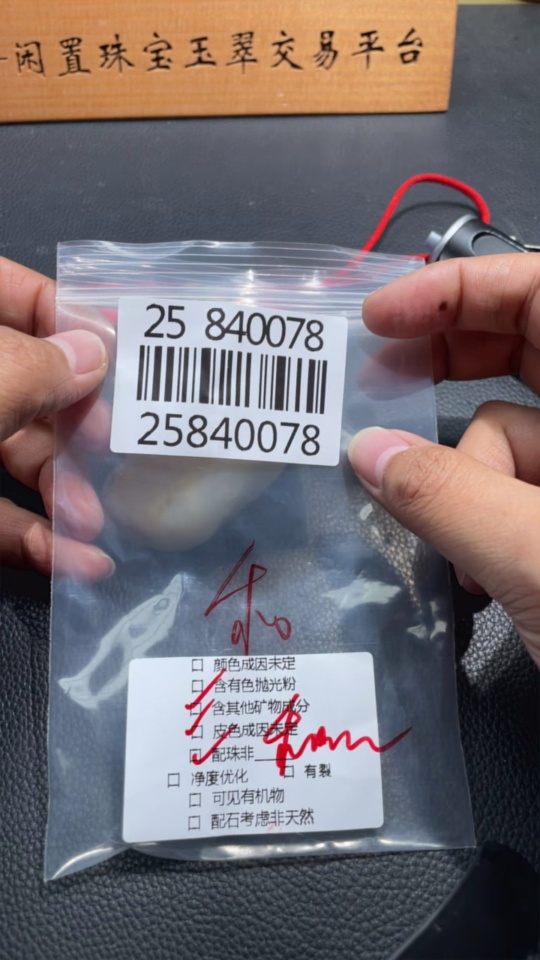 闲置珠宝玉翠交易平台
25 840078
25840078
□ 颜色成因未定
□ 含有色抛光粉
□ 含其他矿物成分
□ 皮色成因未定
□ 配珠非___
□ 净度优化 □ 有裂
□ 可见有机物
□ 配石考虑非天然